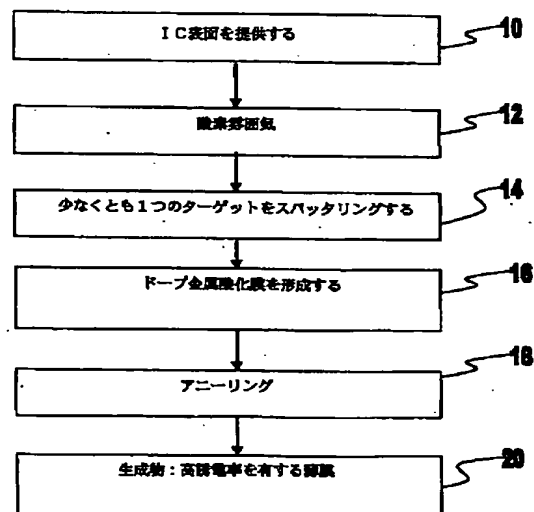 IC表面を提供する
10
酸素雰囲気
12
少なくとも1つのターゲットをスパッタリングする
14
ドープ金属酸化膜を形成する
16
アニーリング
18
生成物：高誘電率を有する薄膜
20